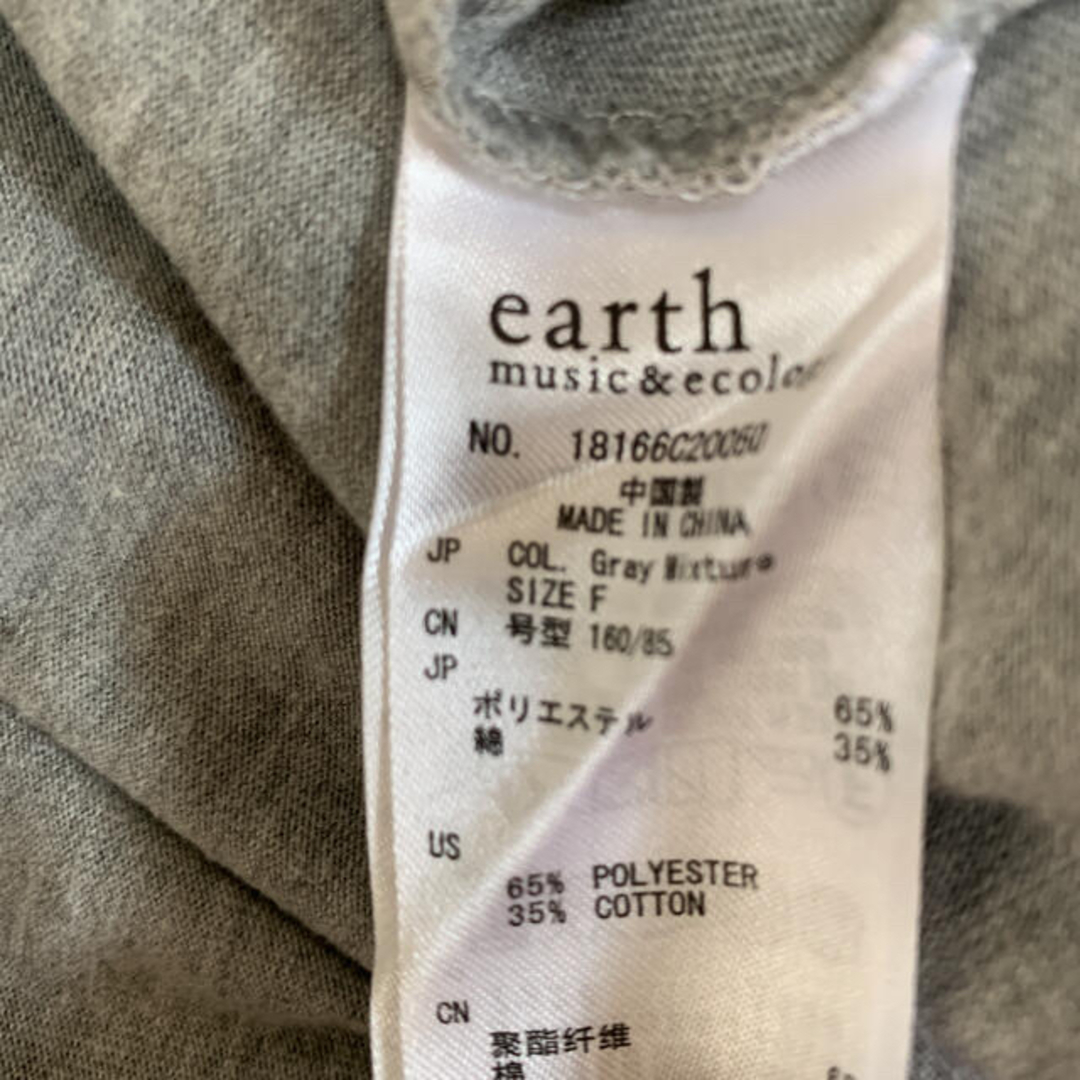 earth
music&ecolo
NO. 18166C20060
中国製
MADE IN CHINA
JP COL. Gray Mixture
SIZE F
CN 号型 160/85
JP
ポリエステル 65%
綿 35%
US
65% POLYESTER
35% COTTON
CN
聚酯纤维
棉